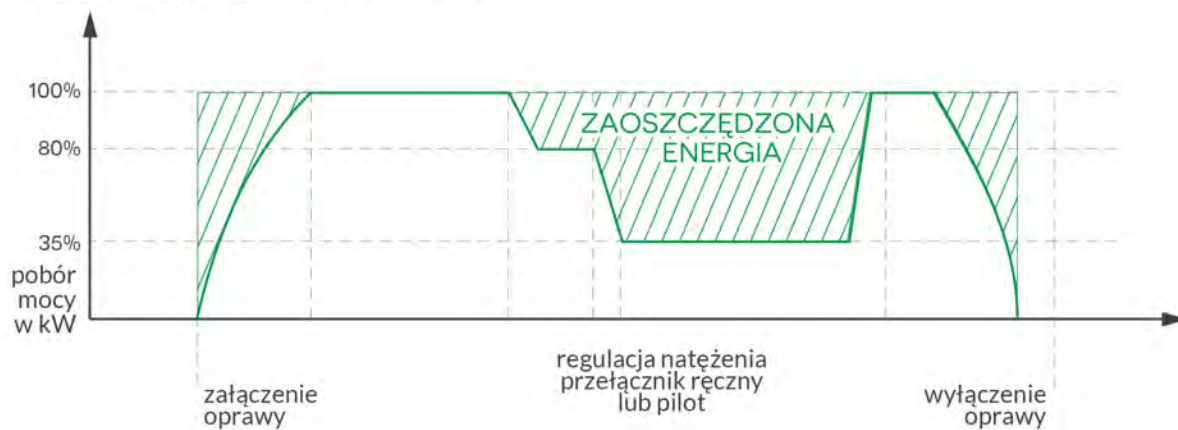 100%
80%
35%
pobór
mocy
w kW
ZAOSZCZĘDZONA
ENERGIA
załączenie
oprawy
regulacja natężenia
przełącznik ręczny
lub pilot
wyłączenie
oprawy